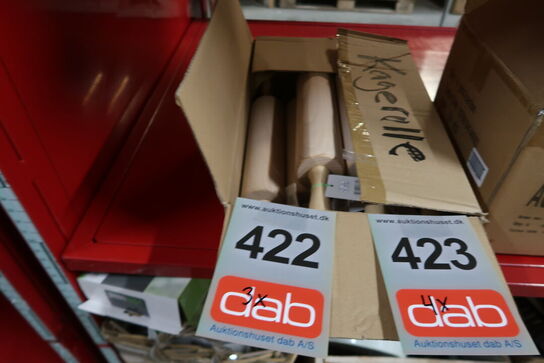 Kagerulle
www.auktionshuset.dk
422
3x
dab
Auktionshuset dab A/S
www.auktionshuset.dk
423
4x
dab
Auktionshuset dab A/S